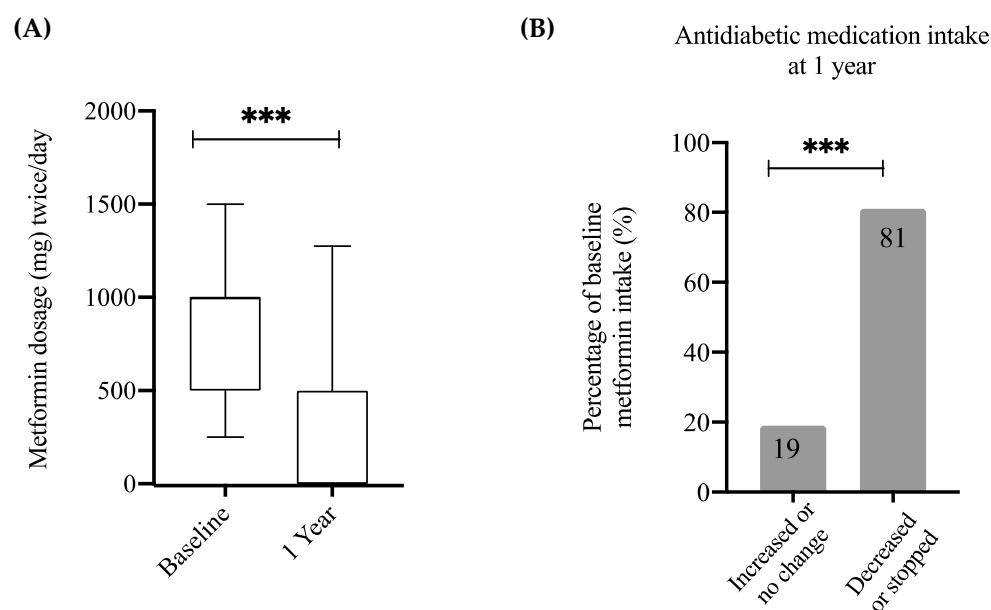 (A)
Metformin dosage (mg) twice/day
2000
1500
1000
500
0
***
Baseline
1 Year
(B)
Antidiabetic medication intake
at 1 year
Percentage of baseline
metformin intake (%)
100
80
60
40
20
0
***
19
81
Increased or
no change
Decreased
or stopped